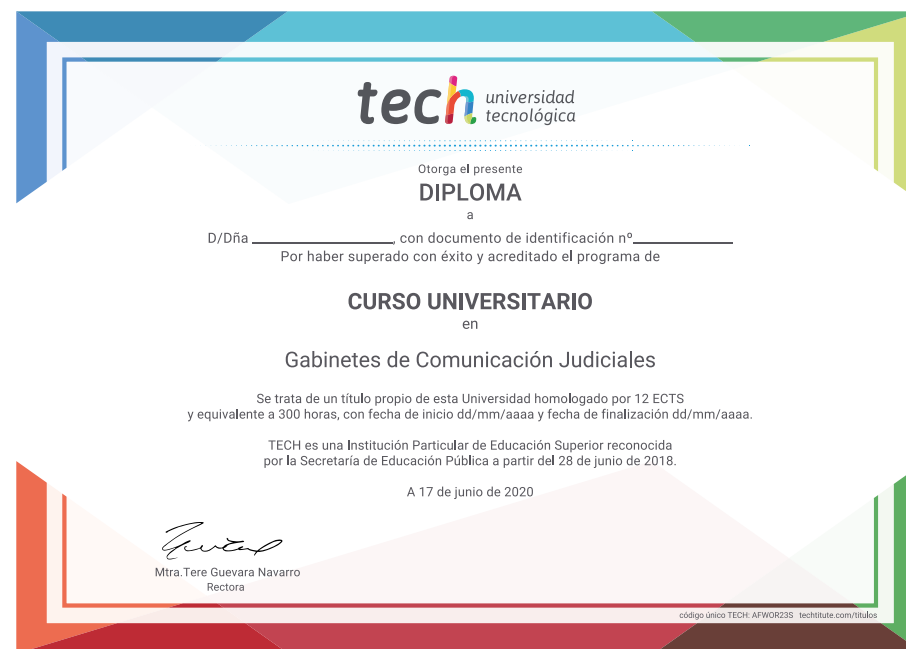 tech universidad
tecnológica
Otorga el presente
DIPLOMA
a
D/Dña ____________, con documento de identificación nº____________
Por haber superado con éxito y acreditado el programa de
CURSO UNIVERSITARIO
en
Gabinetes de Comunicación Judiciales
Se trata de un título propio de esta Universidad homologado por 12 ECTS
y equivalente a 300 horas, con fecha de inicio dd/mm/aaaa y fecha de finalización dd/mm/aaaa.
TECH es una Institución Particular de Educación Superior reconocida
por la Secretaría de Educación Pública a partir del 28 de junio de 2018.
A 17 de junio de 2020
Mtra.Tere Guevara Navarro
Rectora
código único TECH: AFWOR23S techtitute.com/titulos